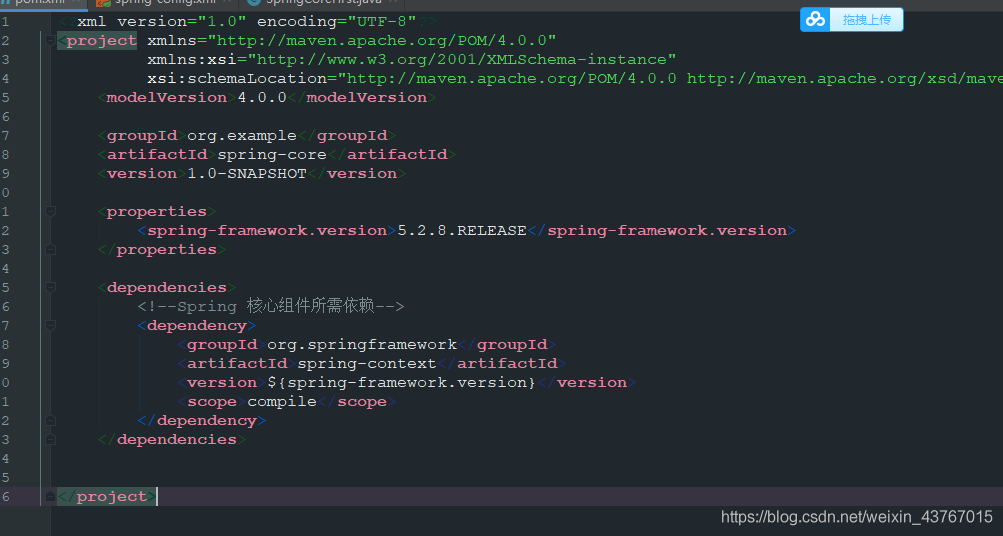 pom.xml spring-config.xml SpringCoreFirst.java
拖拽上传
1 <?xml version="1.0" encoding="UTF-8"?>
2 <project xmlns="http://maven.apache.org/POM/4.0.0"
3 xmlns:xsi="http://www.w3.org/2001/XMLSchema-instance"
4 xsi:schemaLocation="http://maven.apache.org/POM/4.0.0 http://maven.apache.org/xsd/mave
5 <modelVersion>4.0.0</modelVersion>
6
7 <groupId>org.example</groupId>
8 <artifactId>spring-core</artifactId>
9 <version>1.0-SNAPSHOT</version>
0
1 <properties>
2 <spring-framework.version>5.2.8.RELEASE</spring-framework.version>
3 </properties>
4
5 <dependencies>
6 <!--Spring 核心组件所需依赖-->
7 <dependency>
8 <groupId>org.springframework</groupId>
9 <artifactId>spring-context</artifactId>
0 <version>${spring-framework.version}</version>
1 <scope>compile</scope>
2 </dependency>
3 </dependencies>
4
5
6 </project>
https://blog.csdn.net/weixin_43767015